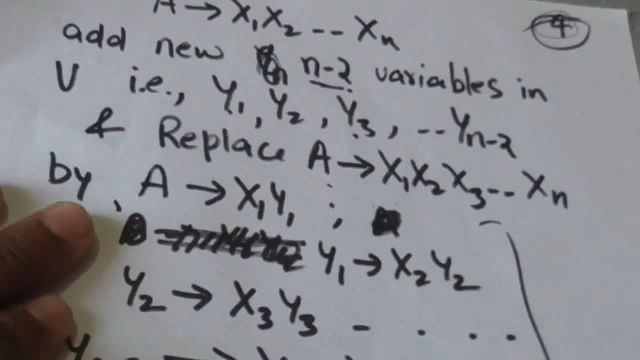 A → X₁X₂ -- Xₙ
4
add new n-2 variables in
V i.e., Y₁, Y₂, Y₃, -- Yₙ₋₂
& Replace A → X₁X₂X₃-- Xₙ
by, A → X₁Y₁ ;
Y₁ → X₂Y₂
Y₂ → X₃Y₃ - . . . .